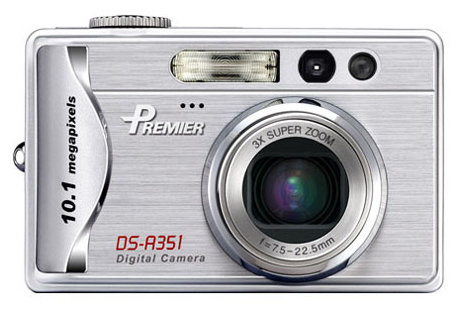 PREMIER
10.1 megapixels
3X SUPER ZOOM
f=7.5-22.5mm
DS-A351
Digital Camera